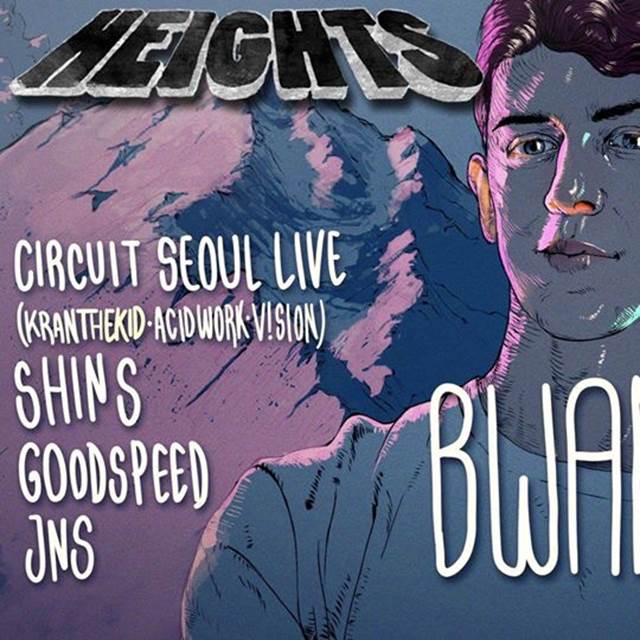 HEIGHTS
CIRCUIT SEOUL LIVE
(KRANTHEKID·ACIDWORK·V!SION)
SHIN S
GOODSPEED
JNS